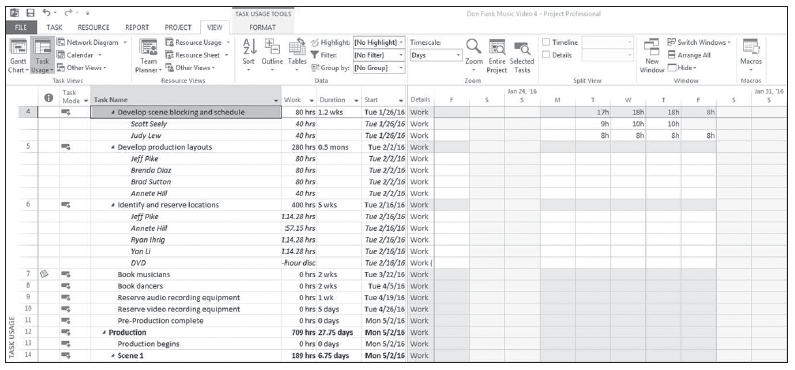 TASK USAGE TOOLS
Don Funk Music Video 4 - Project Professional
FILE TASK RESOURCE REPORT PROJECT VIEW FORMAT
Gantt Chart
Task Usage
Network Diagram
Calendar
Other Views
Task Views
Team Planner
Resource Usage
Resource Sheet
Other Views
Resource Views
Sort
Outline
Tables
Highlight: [No Highlight]
Filter: [No Filter]
Group by: [No Group]
Data
Timescale:
Days
Zoom
Entire Project
Selected Tasks
Zoom
Timeline
Details
Split View
New Window
Switch Windows
Arrange All
Hide
Window
Macros
Macros
Jan 24, '16 Jan 31, '16
Task Mode Task Name Work Duration Start Details F S S M T W T F S S
4 Develop scene blocking and schedule 80 hrs 1.2 wks Tue 1/26/16 Work 17h 18h 18h 8h
Scott Seely 40 hrs Tue 1/26/16 Work 9h 10h 10h
Judy Lew 40 hrs Tue 1/26/16 Work 8h 8h 8h 8h
5 Develop production layouts 280 hrs 0.5 mons Tue 2/2/16 Work
Jeff Pike 80 hrs Tue 2/2/16 Work
Brenda Diaz 80 hrs Tue 2/2/16 Work
Brad Sutton 80 hrs Tue 2/2/16 Work
Annete Hill 40 hrs Tue 2/2/16 Work
6 Identify and reserve locations 400 hrs 5 wks Tue 2/16/16 Work
Jeff Pike 114.28 hrs Tue 2/16/16 Work
Annete Hill 57.15 hrs Tue 2/16/16 Work
Ryan Ihrig 114.28 hrs Tue 2/16/16 Work
Yan Li 114.28 hrs Tue 2/16/16 Work
DVD -hour disc Tue 2/16/16 Work (
7 Book musicians 0 hrs 2 wks Tue 3/22/16 Work
8 Book dancers 0 hrs 2 wks Tue 4/5/16 Work
9 Reserve audio recording equipment 0 hrs 1 wk Tue 4/19/16 Work
10 Reserve video recording equipment 0 hrs 5 days Tue 4/26/16 Work
11 Pre-Production complete 0 hrs 0 days Mon 5/2/16 Work
12 Production 709 hrs 27.75 days Mon 5/2/16 Work
13 Production begins 0 hrs 0 days Mon 5/2/16 Work
14 Scene 1 189 hrs 6.75 days Mon 5/2/16 Work
TASK USAGE